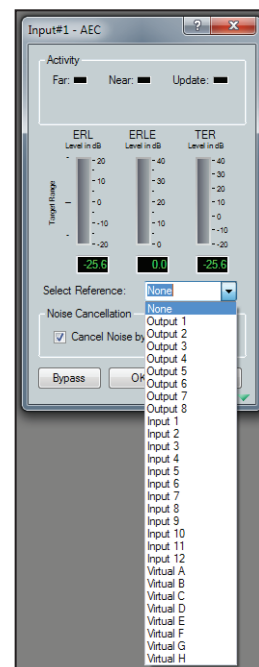 Input#1 - AEC
?
X
Activity
Far: Near: Update:
ERL ERLE TER
Level in dB Level in dB Level in dB
Target Range
- 20
- 10
- 0
- -10
- -20
- 40
- 30
- 20
- 10
- 0
- 40
- 30
- 20
- 10
- 0
- -10
- -20
-25.6 0.0 -25.6
Select Reference: None
Noise Cancellation
Cancel Noise by
Bypass
None
Output 1
Output 2
Output 3
Output 4
Output 5
Output 6
Output 7
Output 8
Input 1
Input 2
Input 3
Input 4
Input 5
Input 6
Input 7
Input 8
Input 9
Input 10
Input 11
Input 12
Virtual A
Virtual B
Virtual C
Virtual D
Virtual E
Virtual F
Virtual G
Virtual H